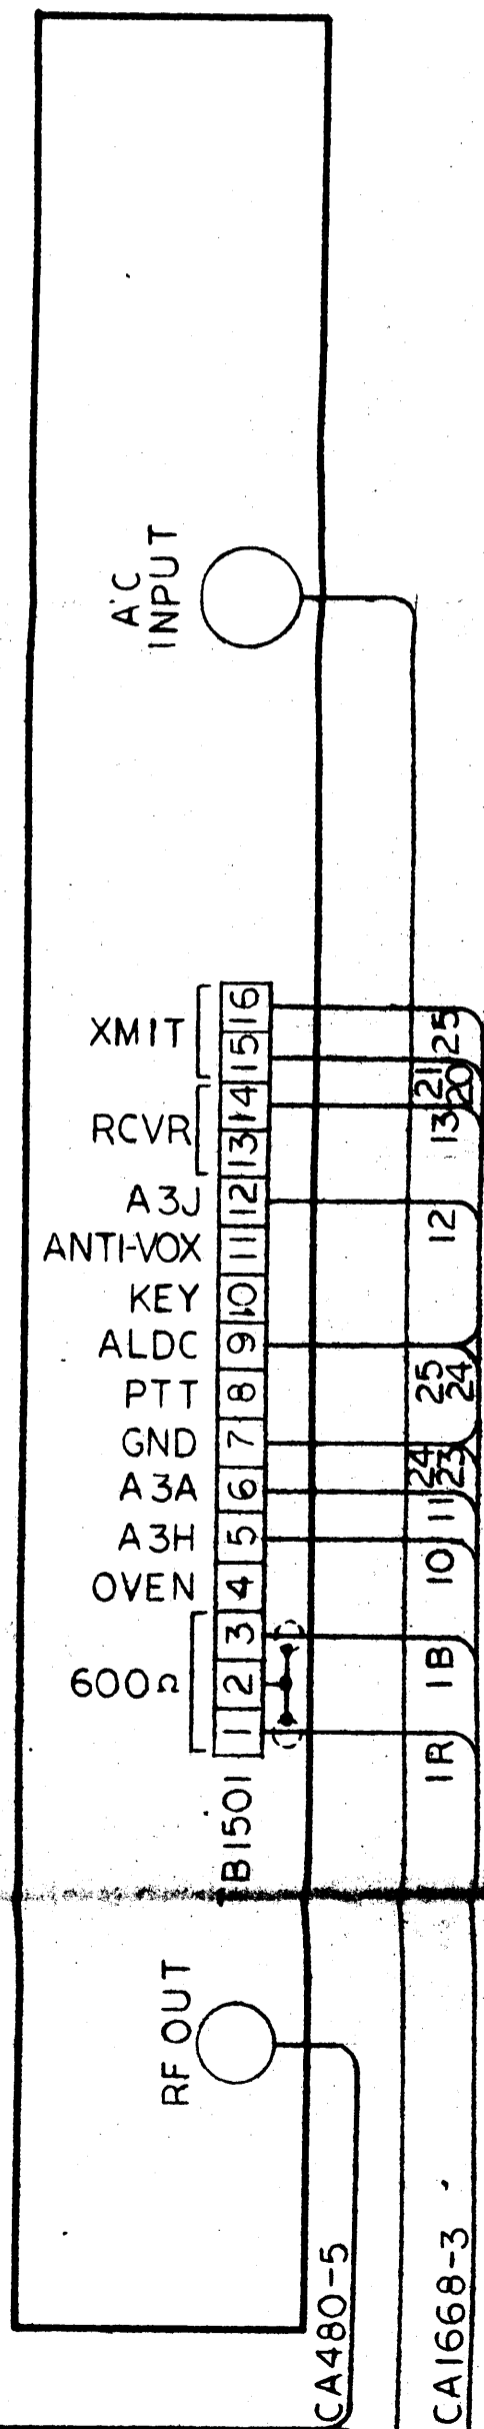 A.C
INPUT
XMIT
RCVR
A3J
ANTI-VOX
KEY
ALDC
PTT
GND
A3A
A3H
OVEN
600Ω
16
15
14
13
12
11
10
9
8
7
6
5
4
3
2
1
B1501
25
21
20
13
12
25
24
24
23
11
10
1B
1R
RF OUT
CA480-5
CA1668-3